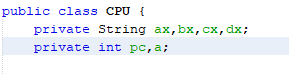 public class CPU {
    private String ax,bx,cx,dx;
    private int pc,a;